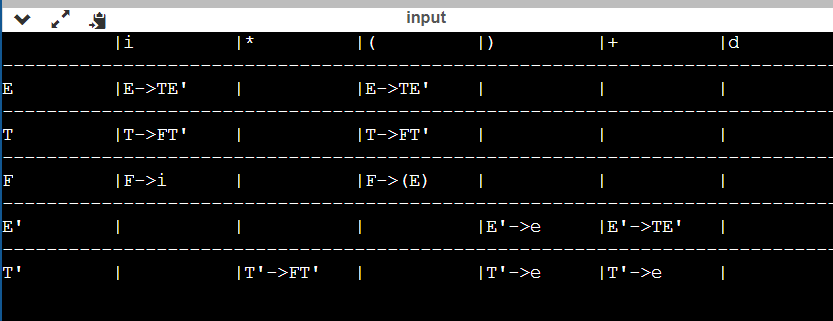 input
|i |* |( |) |+ |d
--------------------------------------------------------------------
E |E->TE' | |E->TE' | | |
--------------------------------------------------------------------
T |T->FT' | |T->FT' | | |
--------------------------------------------------------------------
F |F->i | |F->(E) | | |
--------------------------------------------------------------------
E' | | | |E'->e |E'->TE' |
--------------------------------------------------------------------
T' | |T'->FT' | |T'->e |T'->e |